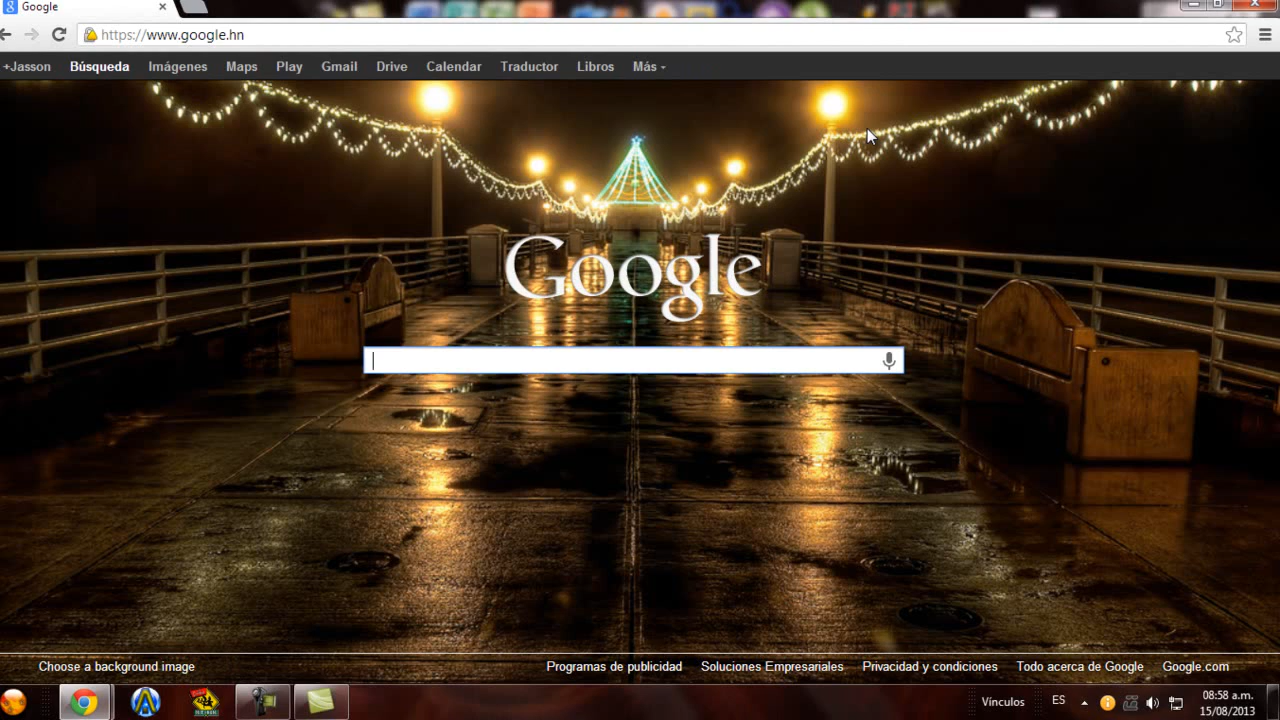 Google
https://www.google.hn
+Jasson Búsqueda Imágenes Maps Play Gmail Drive Calendar Traductor Libros Más
Google
Choose a background image Programas de publicidad Soluciones Empresariales Privacidad y condiciones Todo acerca de Google Google.com
Vínculos ES 08:58 a.m.
15/08/2013